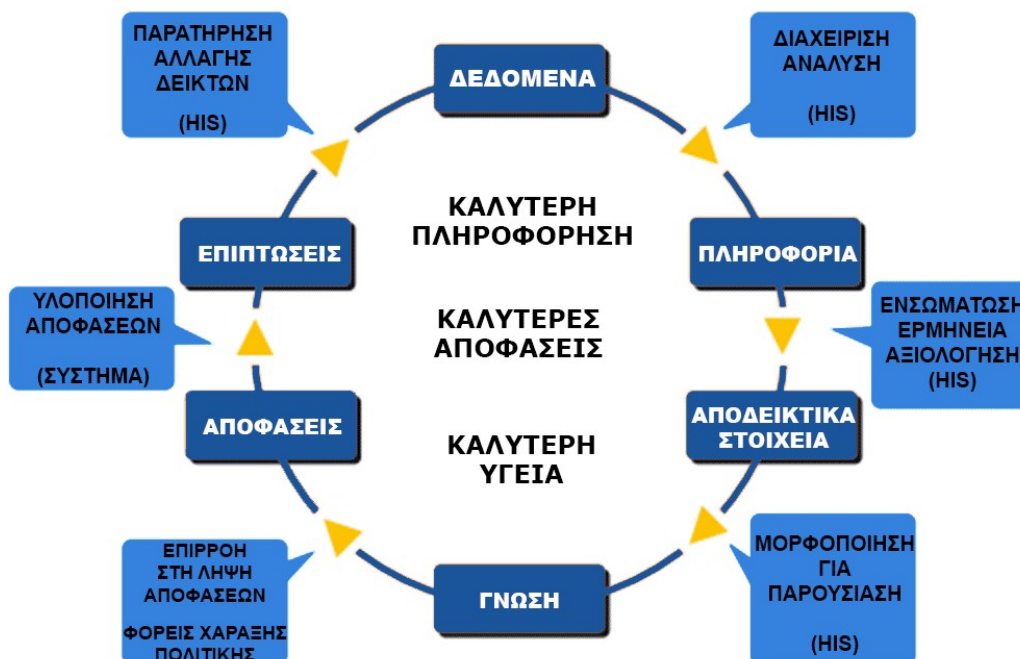 ΠΑΡΑΤΗΡΗΣΗ
ΑΛΛΑΓΗΣ
ΔΕΙΚΤΩΝ
(HIS)
ΔΕΔΟΜΕΝΑ
ΔΙΑΧΕΙΡΙΣΗ
ΑΝΑΛΥΣΗ
(HIS)
ΚΑΛΥΤΕΡΗ
ΠΛΗΡΟΦΟΡΗΣΗ
ΕΠΙΠΤΩΣΕΙΣ
ΠΛΗΡΟΦΟΡΙΑ
ΥΛΟΠΟΙΗΣΗ
ΑΠΟΦΑΣΕΩΝ
(ΣΥΣΤΗΜΑ)
ΚΑΛΥΤΕΡΕΣ
ΑΠΟΦΑΣΕΙΣ
ΕΝΣΩΜΑΤΩΣΗ
ΕΡΜΗΝΕΙΑ
ΑΞΙΟΛΟΓΗΣΗ
(HIS)
ΑΠΟΦΑΣΕΙΣ
ΚΑΛΥΤΕΡΗ
ΥΓΕΙΑ
ΑΠΟΔΕΙΚΤΙΚΑ
ΣΤΟΙΧΕΙΑ
ΕΠΙΡΡΟΗ
ΣΤΗ ΛΗΨΗ
ΑΠΟΦΑΣΕΩΝ
ΦΟΡΕΙΣ ΧΑΡΑΞΗΣ
ΠΟΛΙΤΙΚΗΣ
ΓΝΩΣΗ
ΜΟΡΦΟΠΟΙΗΣΗ
ΓΙΑ
ΠΑΡΟΥΣΙΑΣΗ
(HIS)